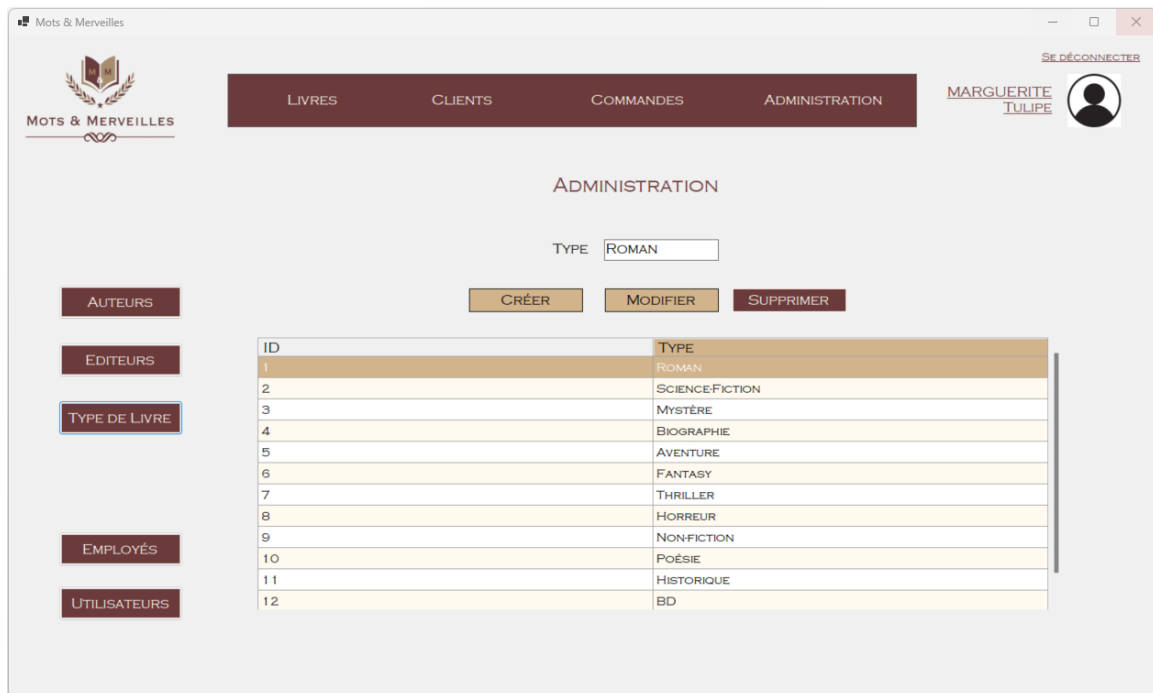 Mots & Merveilles
Se déconnecter
M M
Mots & Merveilles
Livres Clients Commandes Administration
Marguerite
Tulipe
Administration
Type Roman
Créer Modifier Supprimer
Auteurs
Editeurs
Type de Livre
Employés
Utilisateurs
ID Type
1 Roman
2 Science-Fiction
3 Mystère
4 Biographie
5 Aventure
6 Fantasy
7 Thriller
8 Horreur
9 Non-fiction
10 Poésie
11 Historique
12 BD